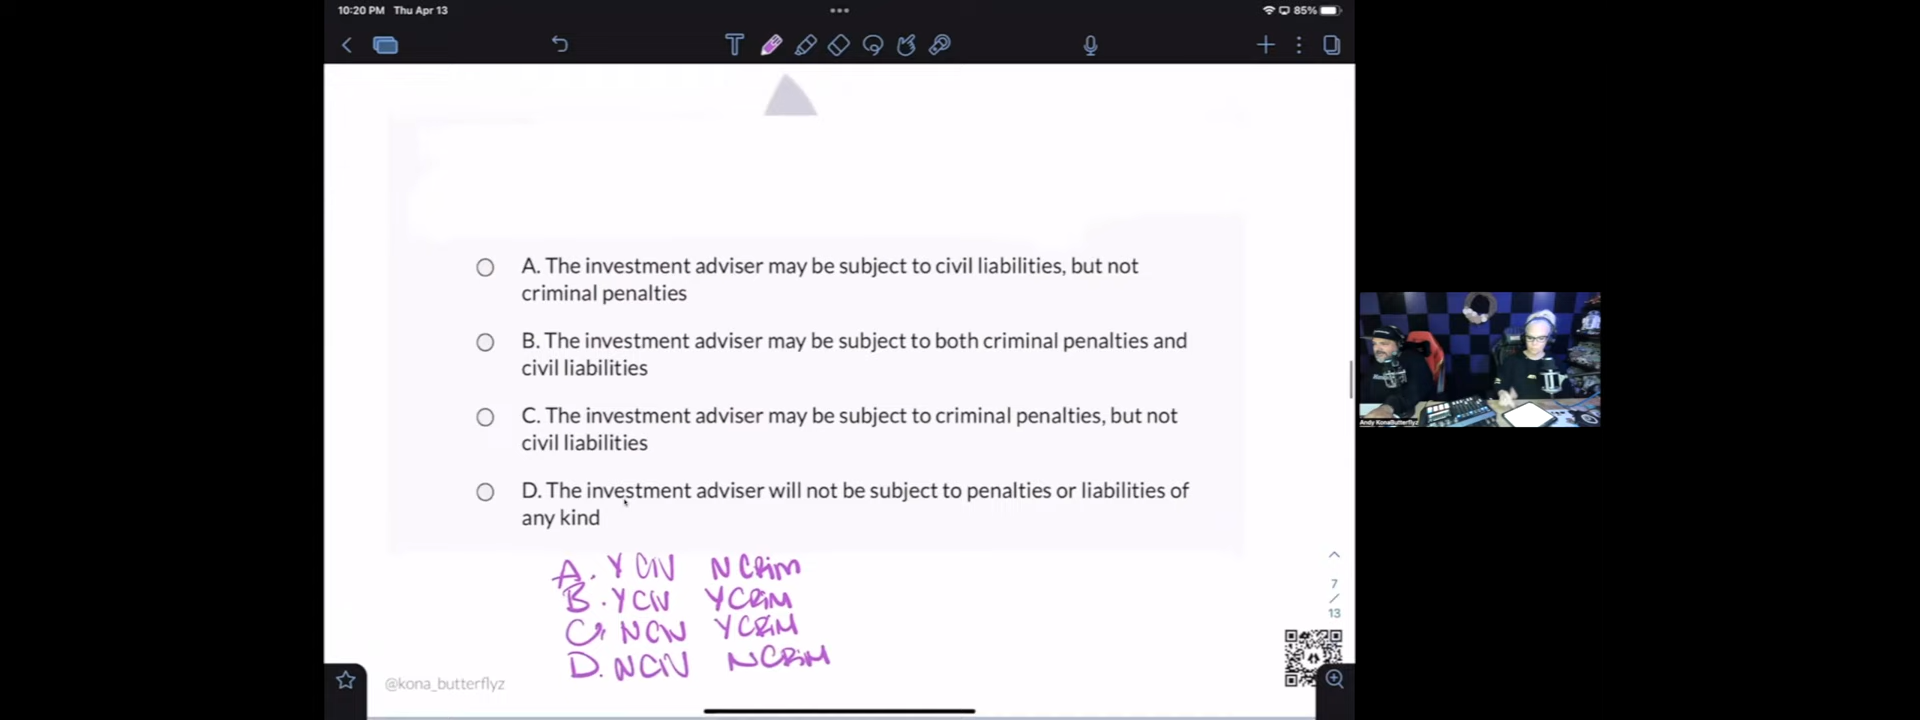 10:20 PM Thu Apr 13
85%
A. The investment adviser may be subject to civil liabilities, but not
criminal penalties
B. The investment adviser may be subject to both criminal penalties and
civil liabilities
C. The investment adviser may be subject to criminal penalties, but not
civil liabilities
D. The investment adviser will not be subject to penalties or liabilities of
any kind
A. Y CIV N CRiM
B. Y CIV Y CRiM
C. N CIV Y CRiM
D. N CIV N CRiM
7
/
13
@kona_butterflyz
Andy KonaButterflyz